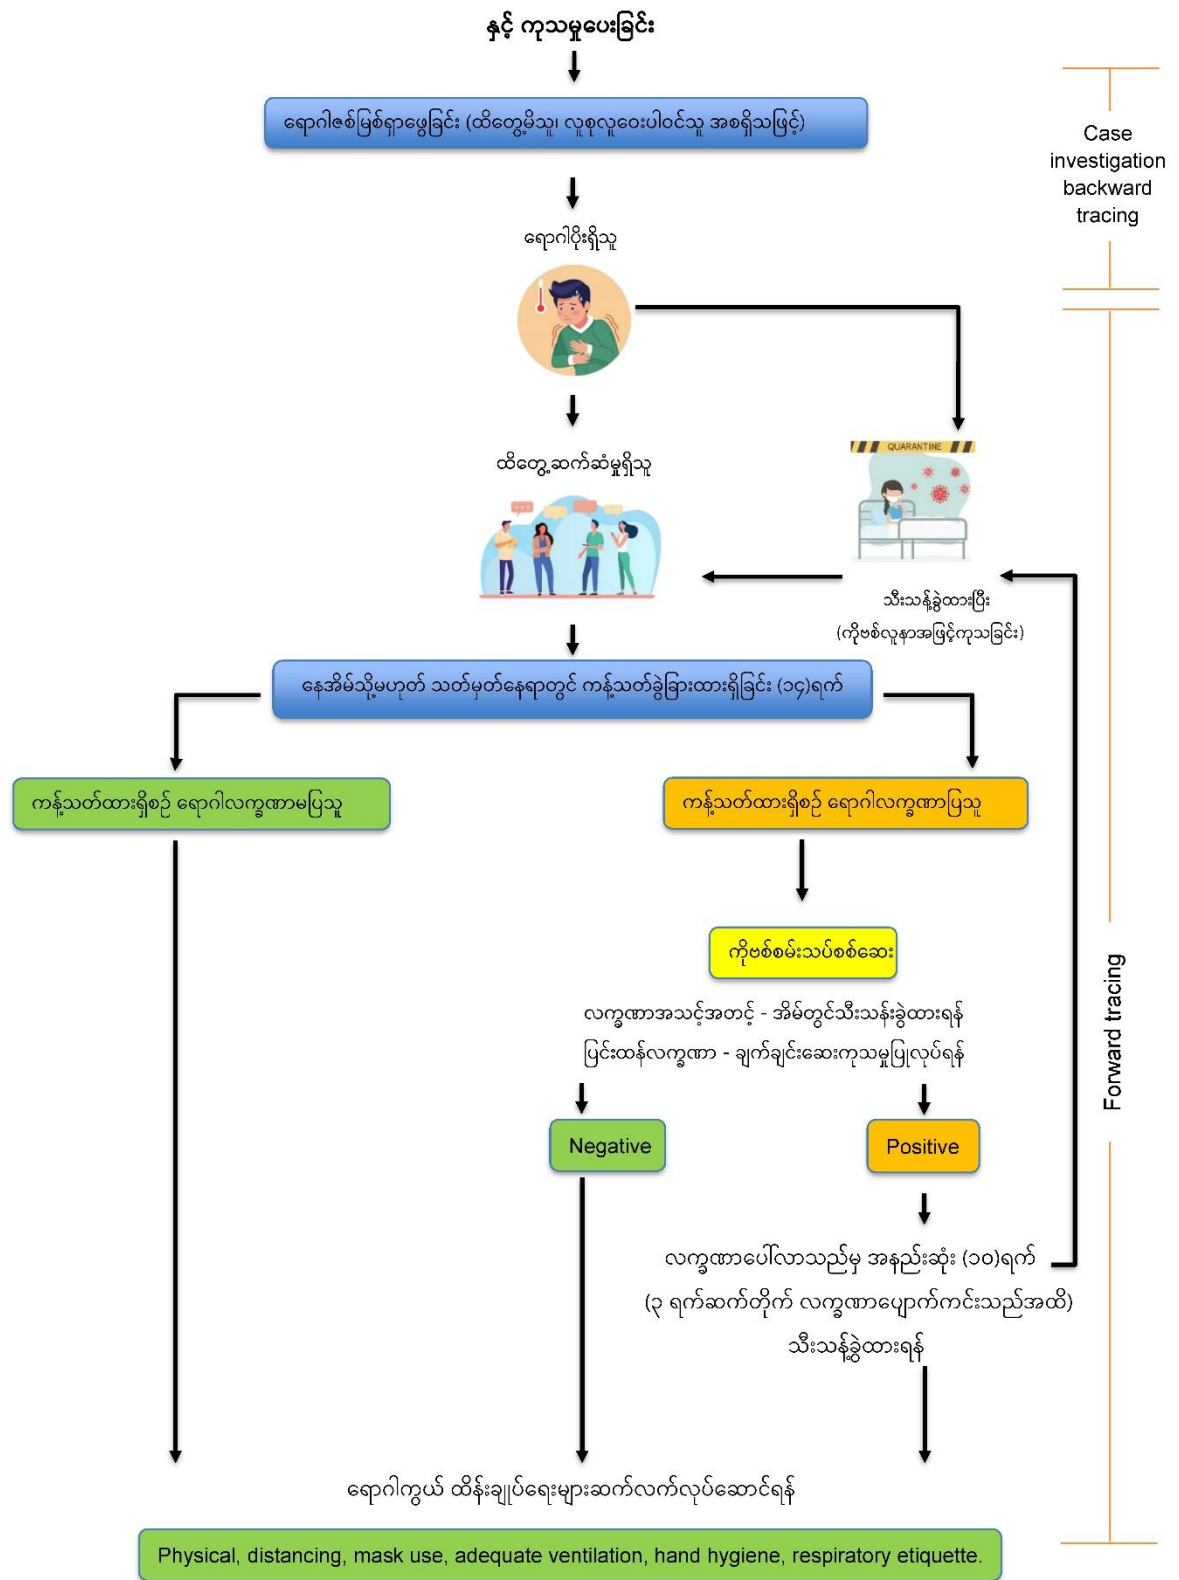 နှင့် ကုသမှုပေးခြင်း
ရောဂါဇစ်မြစ်ရှာဖွေခြင်း (ထိတွေ့မိသူ၊ လူစုလူဝေးပါဝင်သူ အစရှိသဖြင့်)
Case
investigation
backward
tracing
ရောဂါပိုးရှိသူ
ထိတွေ့ဆက်ဆံမှုရှိသူ
QUARANTINE
သီးသန့်ခွဲထားပြီး
(ကိုဗစ်လူနာအဖြင့်ကုသခြင်း)
နေအိမ်သို့မဟုတ် သတ်မှတ်နေရာတွင် ကန့်သတ်ခွဲခြားထားရှိခြင်း (၁၄)ရက်
ကန့်သတ်ထားရှိစဉ် ရောဂါလက္ခဏာမပြသူ
ကန့်သတ်ထားရှိစဉ် ရောဂါလက္ခဏာပြသူ
ကိုဗစ်စမ်းသပ်စစ်ဆေး
လက္ခဏာအသင့်အတင့် - အိမ်တွင်သီးသန်းခွဲထားရန်
ပြင်းထန်လက္ခဏာ - ချက်ချင်းဆေးကုသမှုပြုလုပ်ရန်
Forward tracing
Negative
Positive
လက္ခဏာပေါ်လာသည်မှ အနည်းဆုံး (၁၀)ရက်
(၃ ရက်ဆက်တိုက် လက္ခဏာပျောက်ကင်းသည်အထိ)
သီးသန့်ခွဲထားရန်
ရောဂါကွယ် ထိန်းချုပ်ရေးများဆက်လက်လုပ်ဆောင်ရန်
Physical, distancing, mask use, adequate ventilation, hand hygiene, respiratory etiquette.